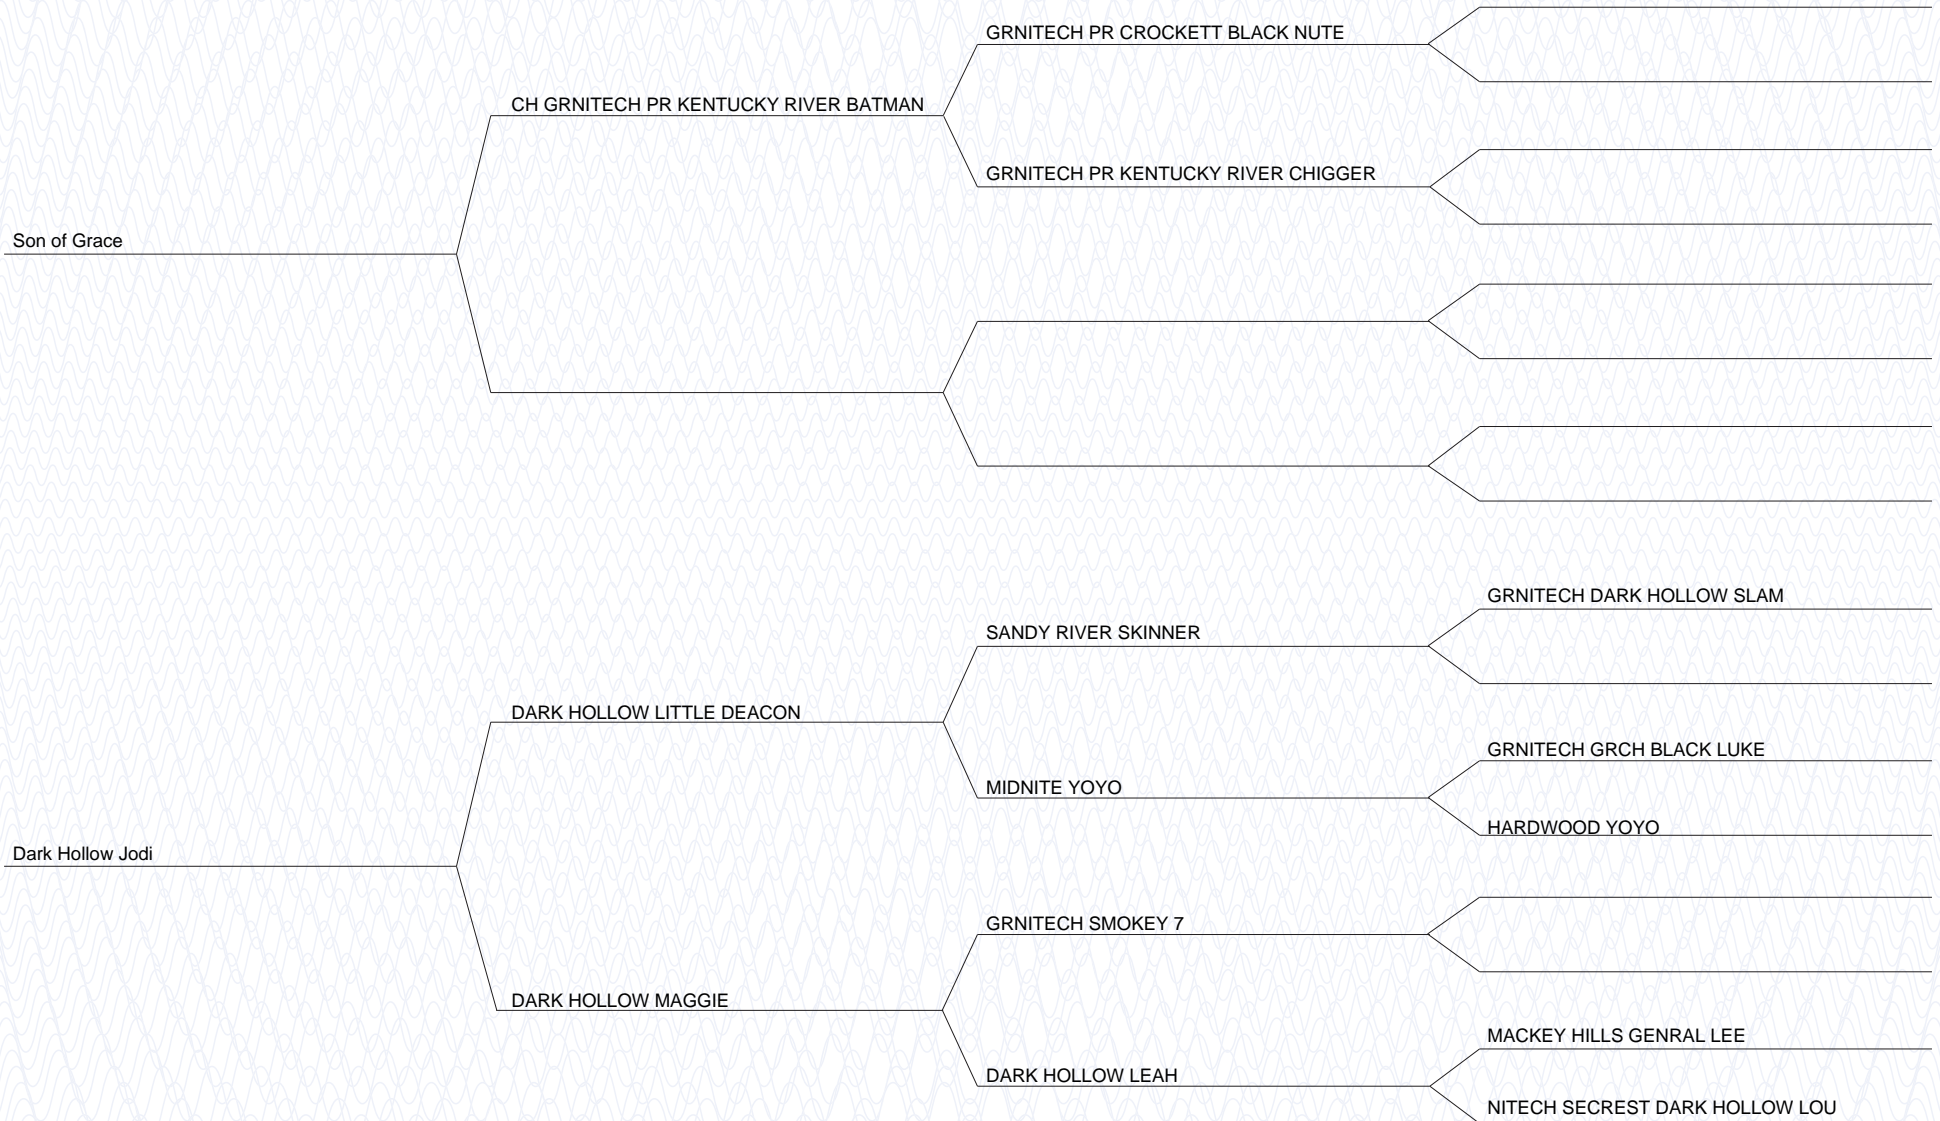 GRNITECH PR CROCKETT BLACK NUTE
CH GRNITECH PR KENTUCKY RIVER BATMAN
GRNITECH PR KENTUCKY RIVER CHIGGER
Son of Grace
GRNITECH DARK HOLLOW SLAM
SANDY RIVER SKINNER
DARK HOLLOW LITTLE DEACON
GRNITECH GRCH BLACK LUKE
MIDNITE YOYO
HARDWOOD YOYO
Dark Hollow Jodi
GRNITECH SMOKEY 7
DARK HOLLOW MAGGIE
MACKEY HILLS GENRAL LEE
DARK HOLLOW LEAH
NITECH SECREST DARK HOLLOW LOU